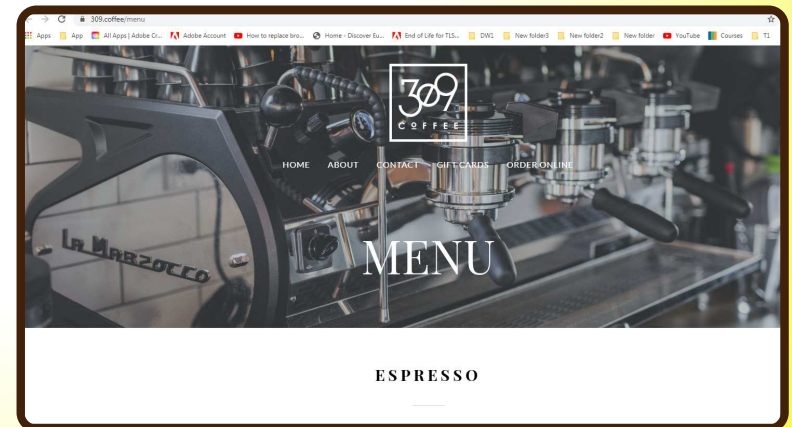 309.coffee/menu
Apps App All Apps | Adobe Cr... Adobe Account How to replace bro... Home - Discover Eu... End of Life for TLS... DW1 New folder3 New folder2 New folder YouTube Courses T1
309
COFFEE
HOME ABOUT CONTACT GIFT CARDS ORDER ONLINE
La Marzocco
MENU
ESPRESSO